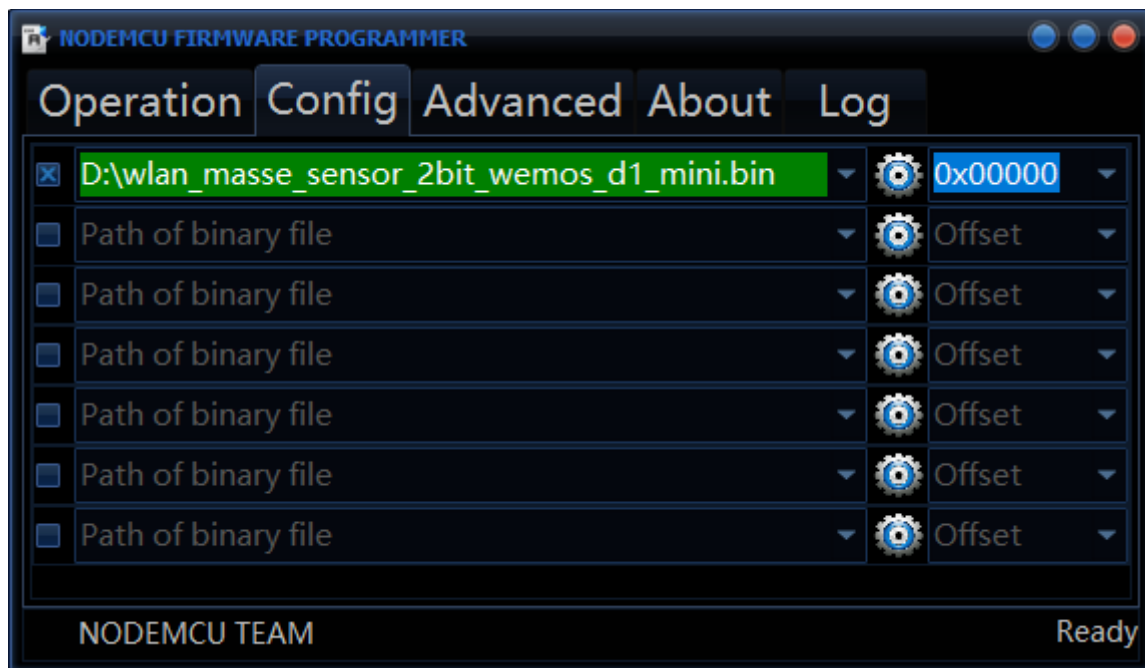 NODEMCU FIRMWARE PROGRAMMER
Operation Config Advanced About Log
D:\wlan_masse_sensor_2bit_wemos_d1_mini.bin 0x00000
Path of binary file Offset
Path of binary file Offset
Path of binary file Offset
Path of binary file Offset
Path of binary file Offset
Path of binary file Offset
NODEMCU TEAM Ready